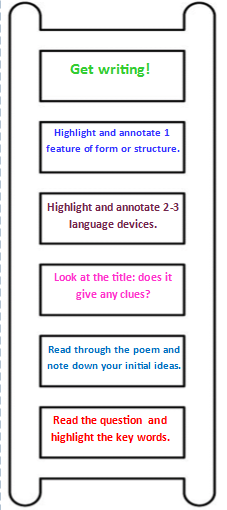 Get writing!
Highlight and annotate 1
feature of form or structure.
Highlight and annotate 2-3
language devices.
Look at the title: does it
give any clues?
Read through the poem and
note down your initial ideas.
Read the question and
highlight the key words.